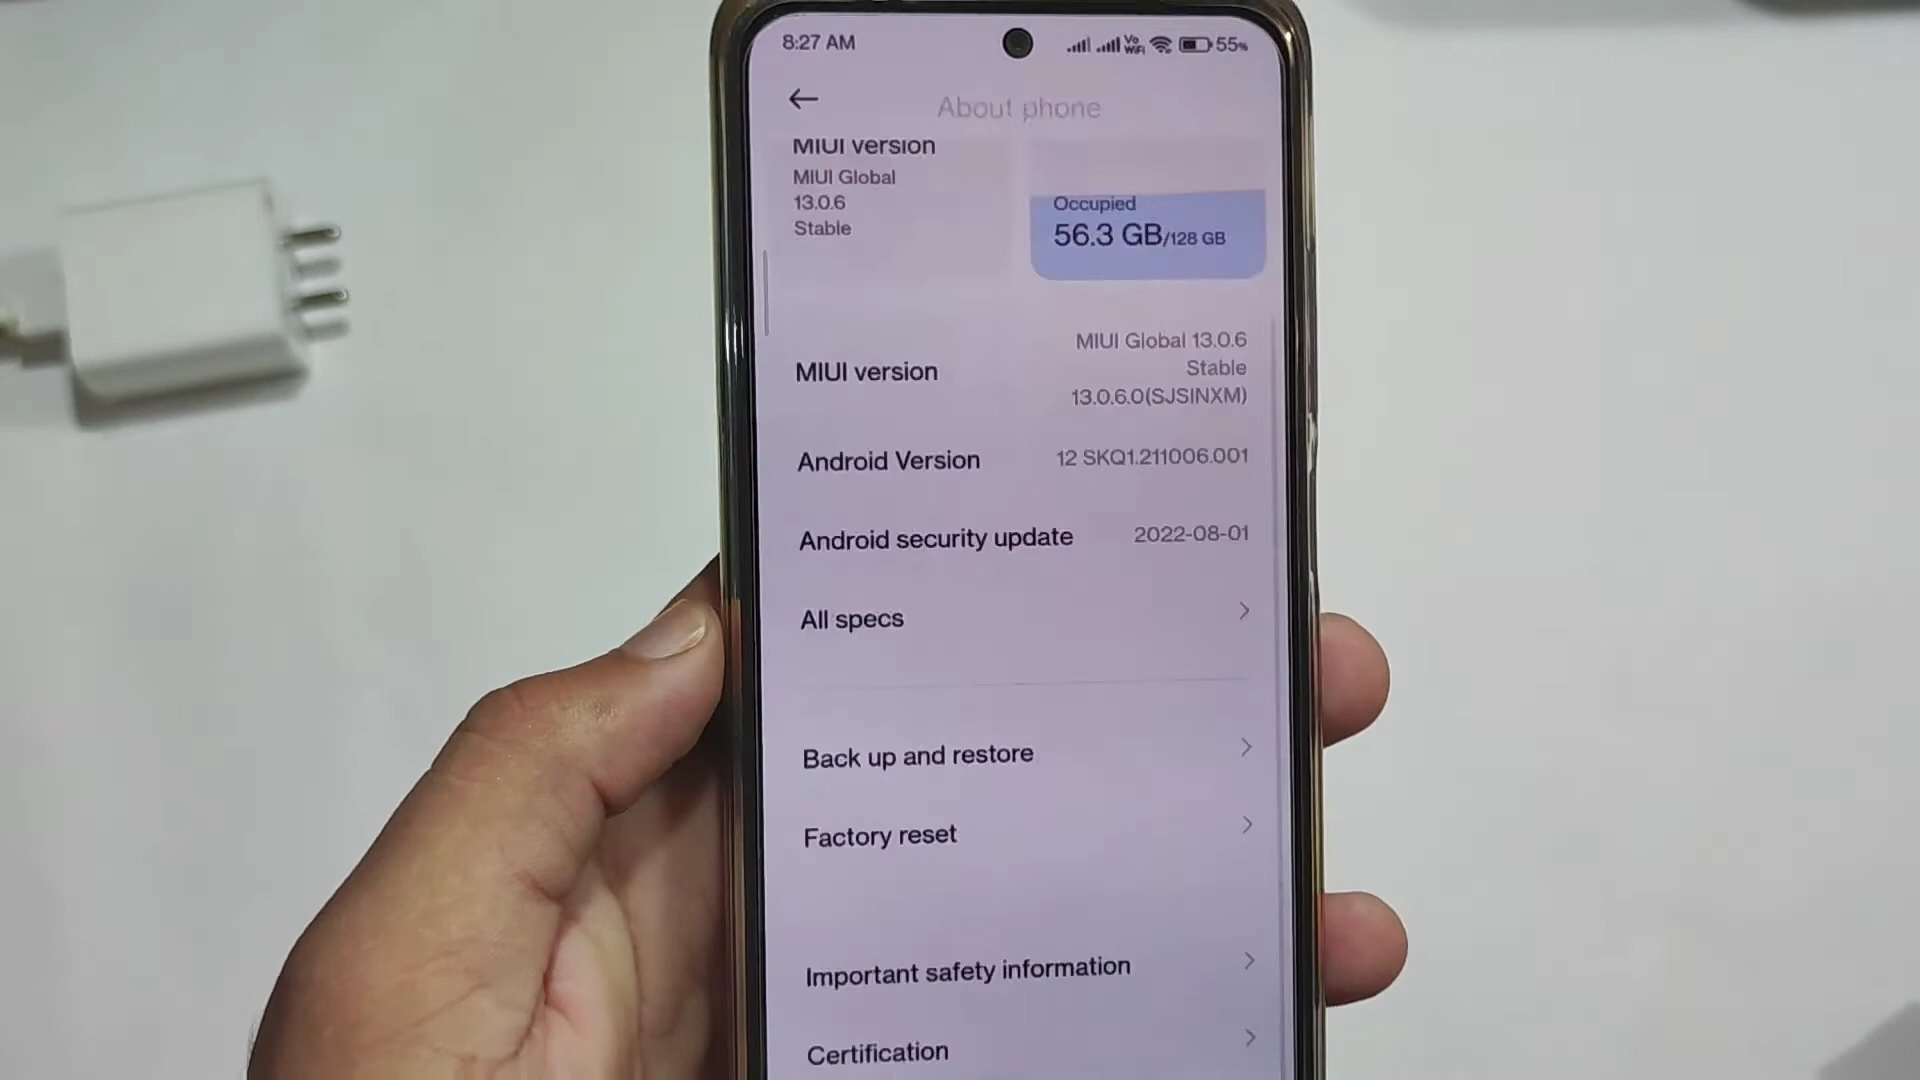 8:27 AM
Vo
WiFi
55%
About phone
MIUI version
MIUI Global
13.0.6
Stable
Occupied
56.3 GB/128 GB
MIUI version
MIUI Global 13.0.6
Stable
13.0.6.0(SJSINXM)
Android Version
12 SKQ1.211006.001
Android security update
2022-08-01
All specs
Back up and restore
Factory reset
Important safety information
Certification